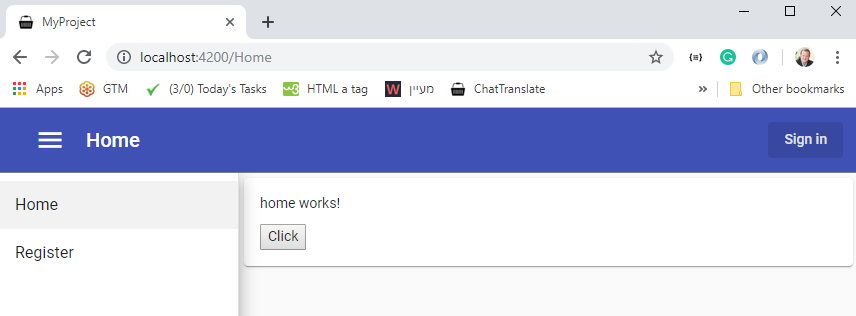 MyProject
localhost:4200/Home
Apps GTM (3/0) Today's Tasks HTML a tag מעיין ChatTranslate » Other bookmarks
Home Sign in
Home
Register
home works!
Click